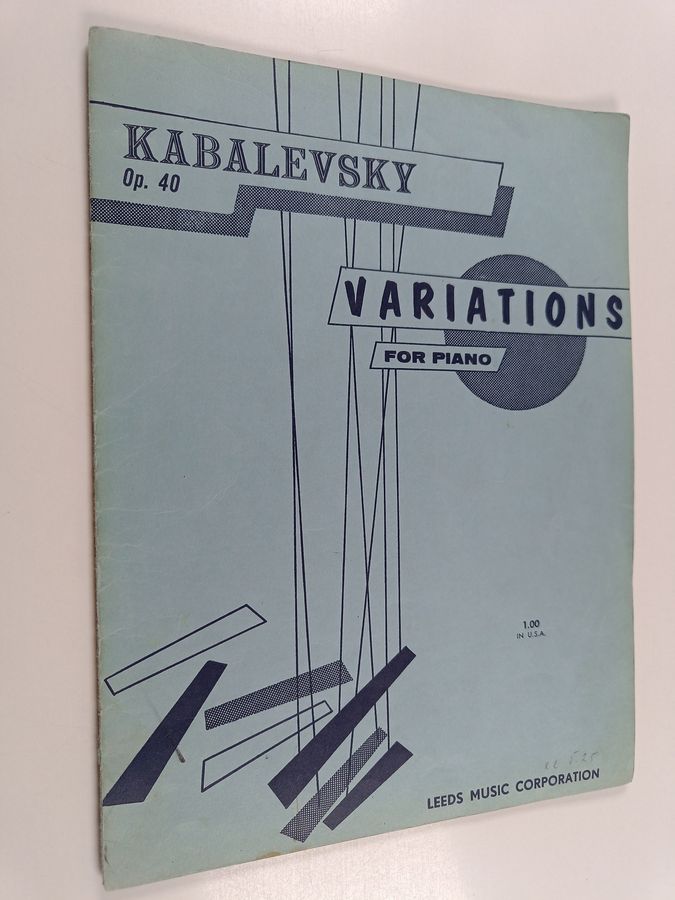 KABALEVSKY
Op. 40
VARIATIONS
FOR PIANO
1.00
IN U.S.A.
LEEDS MUSIC CORPORATION